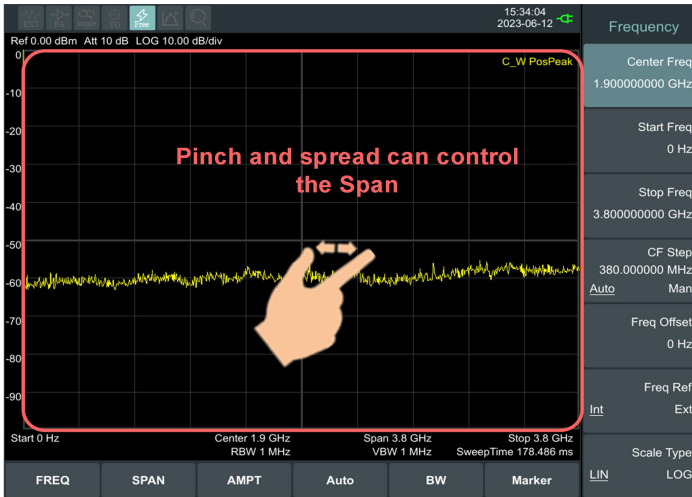 EXT PA single TG Free
15:34:04
2023-06-12
Frequency
Ref 0.00 dBm Att 10 dB LOG 10.00 dB/div
C_W PosPeak
0
-10
-20
-30
-40
-50
-60
-70
-80
-90
Pinch and spread can control
the Span
Center Freq
1.900000000 GHz
Start Freq
0 Hz
Stop Freq
3.800000000 GHz
CF Step
380.000000 MHz
Auto Man
Freq Offset
0 Hz
Freq Ref
Int Ext
Scale Type
LIN LOG
Start 0 Hz Center 1.9 GHz Span 3.8 GHz Stop 3.8 GHz
RBW 1 MHz VBW 1 MHz SweepTime 178.486 ms
FREQ SPAN AMPT Auto BW Marker